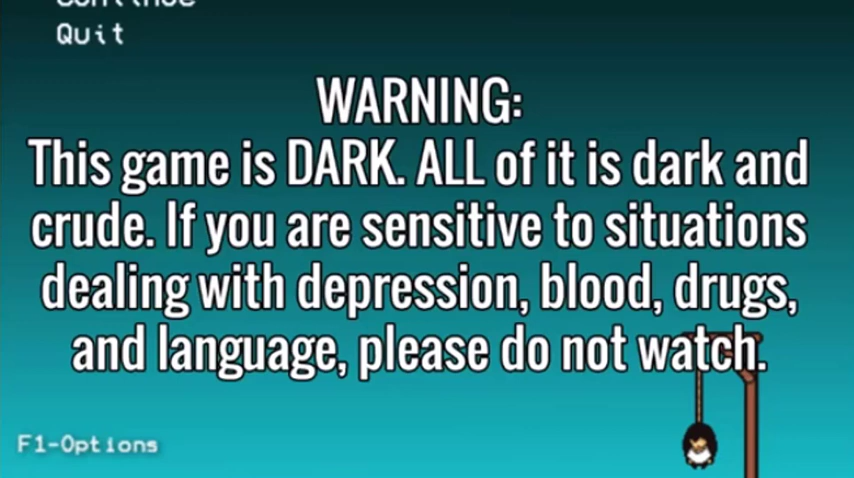 Continue
Quit
WARNING:
This game is DARK. ALL of it is dark and
crude. If you are sensitive to situations
dealing with depression, blood, drugs,
and language, please do not watch.
F1-Options